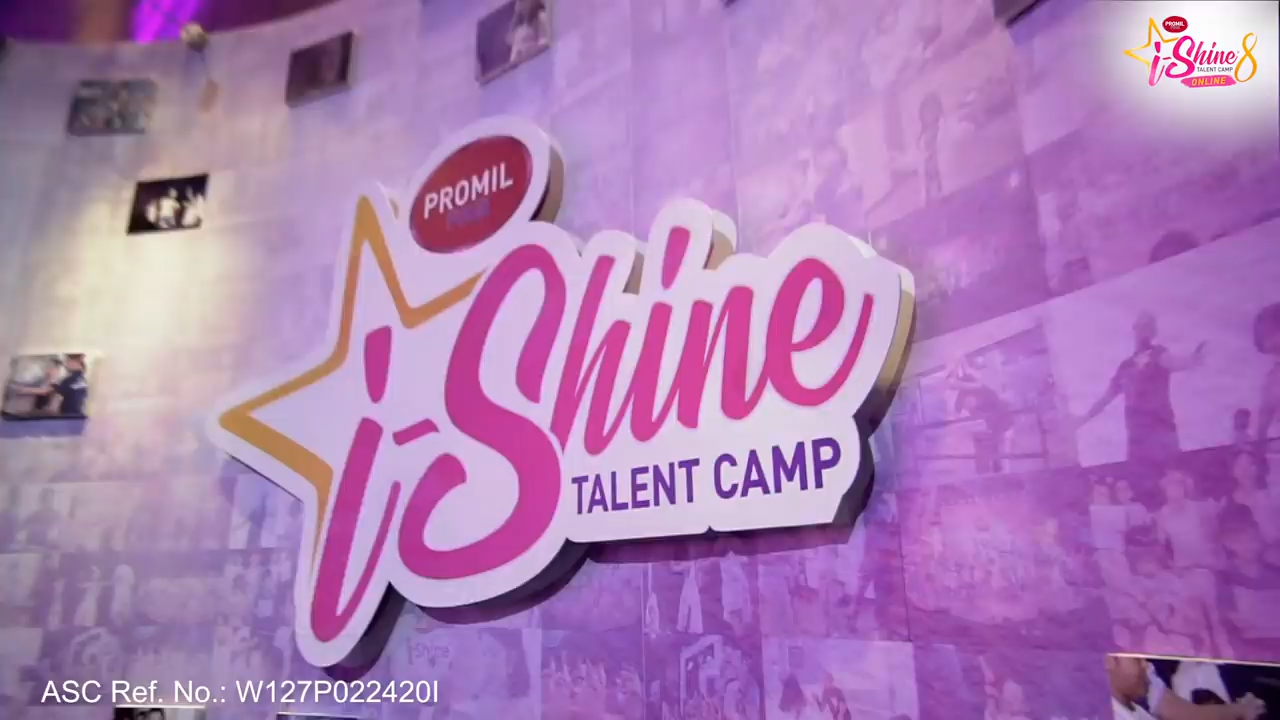 PROMIL
i-Shine 8
TALENT CAMP
ONLINE
PROMIL
i-Shine
TALENT CAMP
ASC Ref. No.: W127P022420I